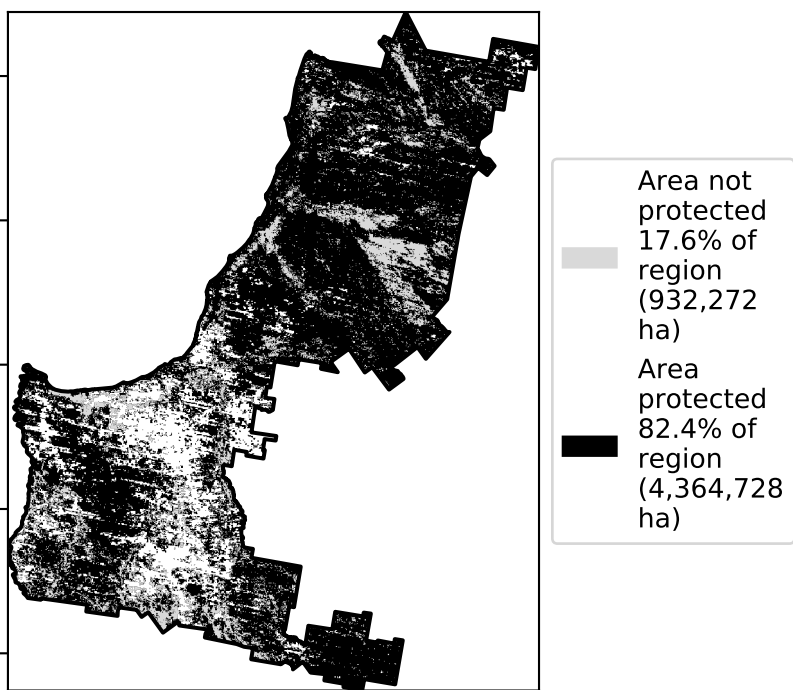 Area not
protected
17.6% of
region
(932,272
ha)
Area
protected
82.4% of
region
(4,364,728
ha)